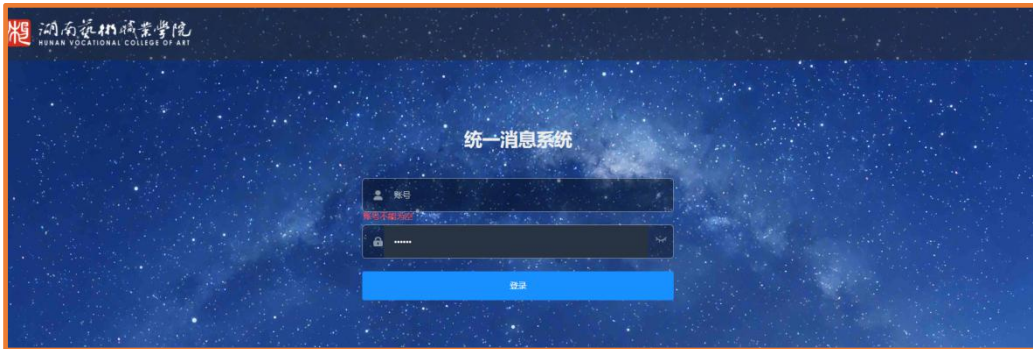 湖南艺术职业学院
HUNAN VOCATIONAL COLLEGE OF ART
统一消息系统
账号
账号不能为空
••••••
登录